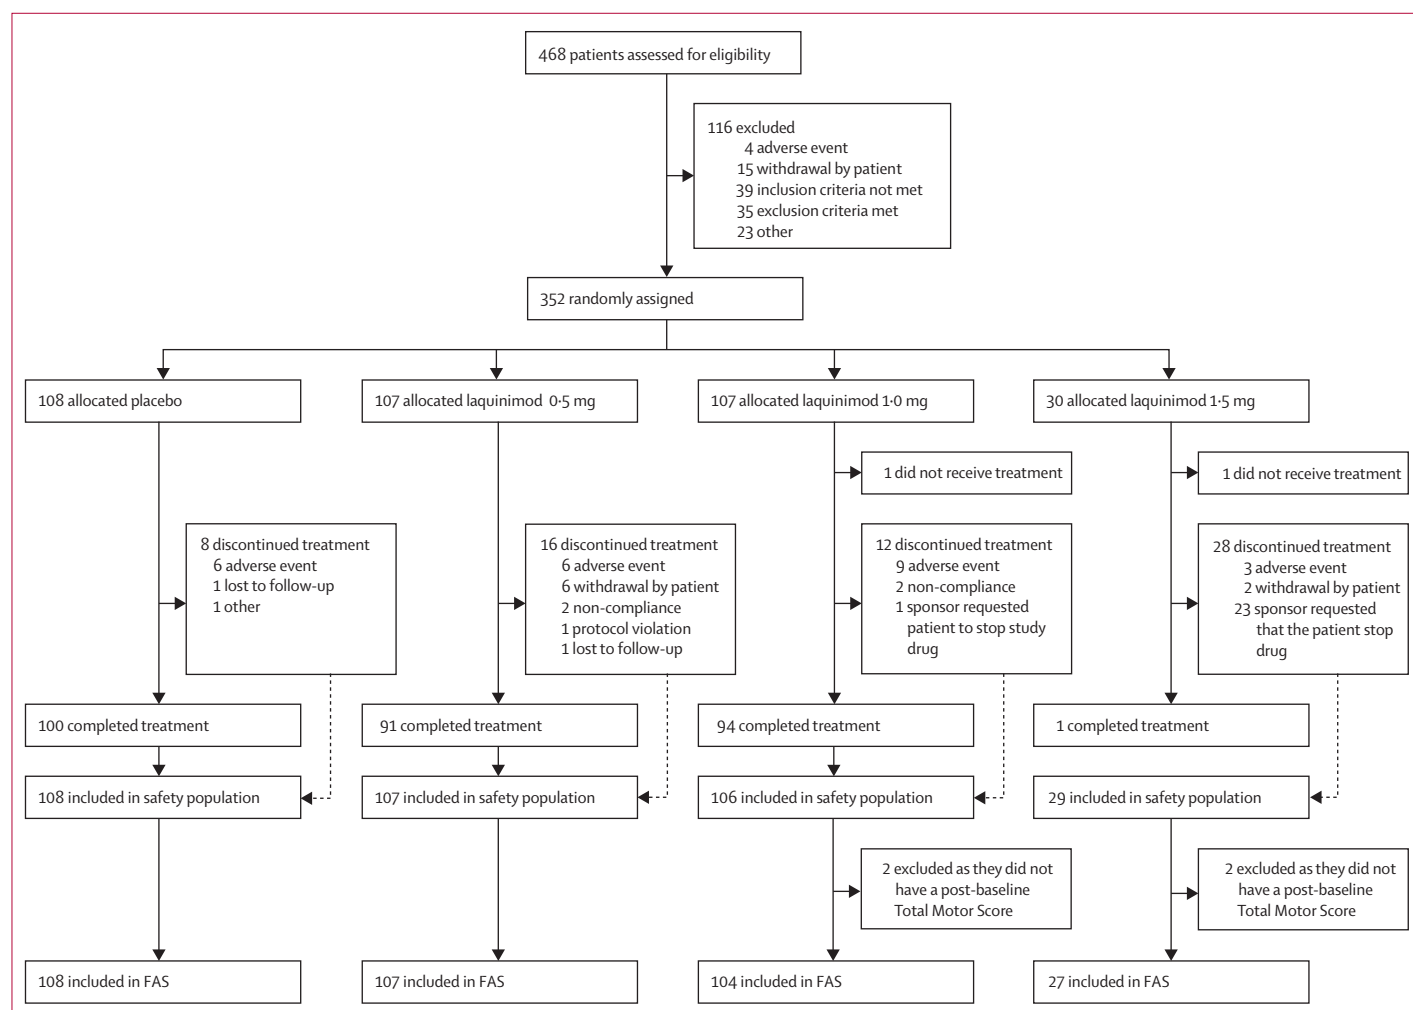 468 patients assessed for eligibility
116 excluded
4 adverse event
15 withdrawal by patient
39 inclusion criteria not met
35 exclusion criteria met
23 other
352 randomly assigned
108 allocated placebo
107 allocated laquinimod 0·5 mg
107 allocated laquinimod 1·0 mg
30 allocated laquinimod 1·5 mg
1 did not receive treatment
1 did not receive treatment
8 discontinued treatment
6 adverse event
1 lost to follow-up
1 other
16 discontinued treatment
6 adverse event
6 withdrawal by patient
2 non-compliance
1 protocol violation
1 lost to follow-up
12 discontinued treatment
9 adverse event
2 non-compliance
1 sponsor requested
patient to stop study
drug
28 discontinued treatment
3 adverse event
2 withdrawal by patient
23 sponsor requested
that the patient stop
drug
100 completed treatment
91 completed treatment
94 completed treatment
1 completed treatment
108 included in safety population
107 included in safety population
106 included in safety population
29 included in safety population
2 excluded as they did not
have a post-baseline
Total Motor Score
2 excluded as they did not
have a post-baseline
Total Motor Score
108 included in FAS
107 included in FAS
104 included in FAS
27 included in FAS